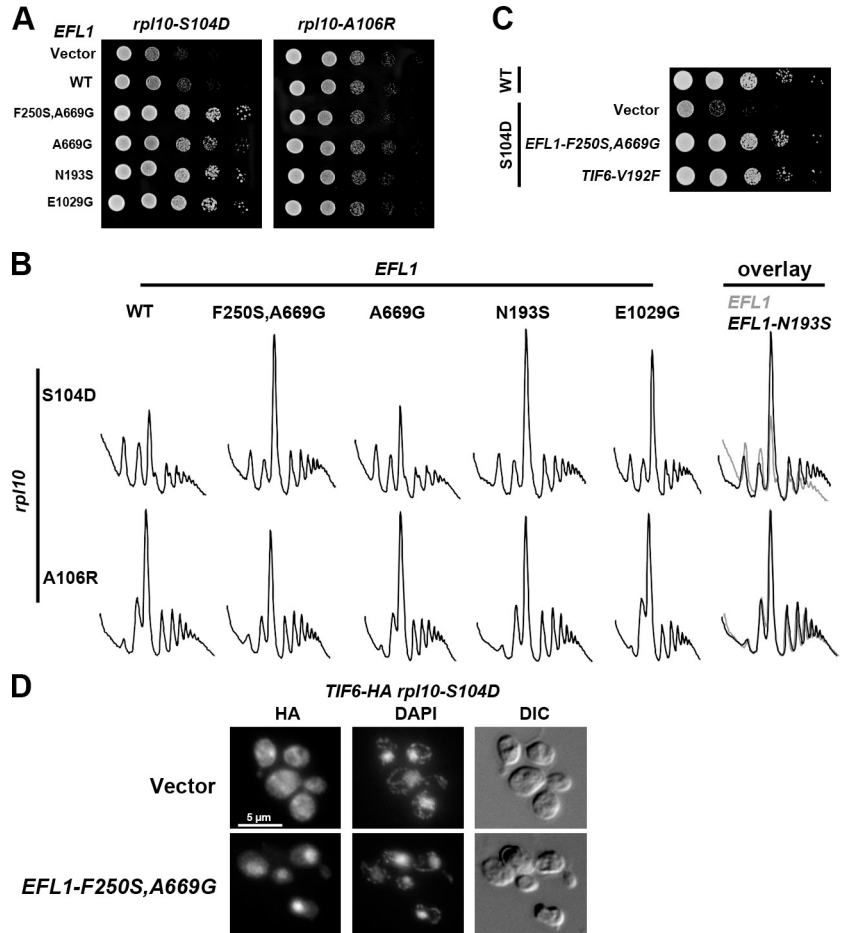 A
EFL1
rpl10-S104D
rpl10-A106R
Vector
WT
F250S,A669G
A669G
N193S
E1029G
C
WT
S104D
Vector
EFL1-F250S,A669G
TIF6-V192F
B
EFL1
overlay
WT
F250S,A669G
A669G
N193S
E1029G
EFL1
EFL1-N193S
rpl10
S104D
A106R
D
TIF6-HA rpl10-S104D
HA
DAPI
DIC
Vector
5 µm
EFL1-F250S,A669G